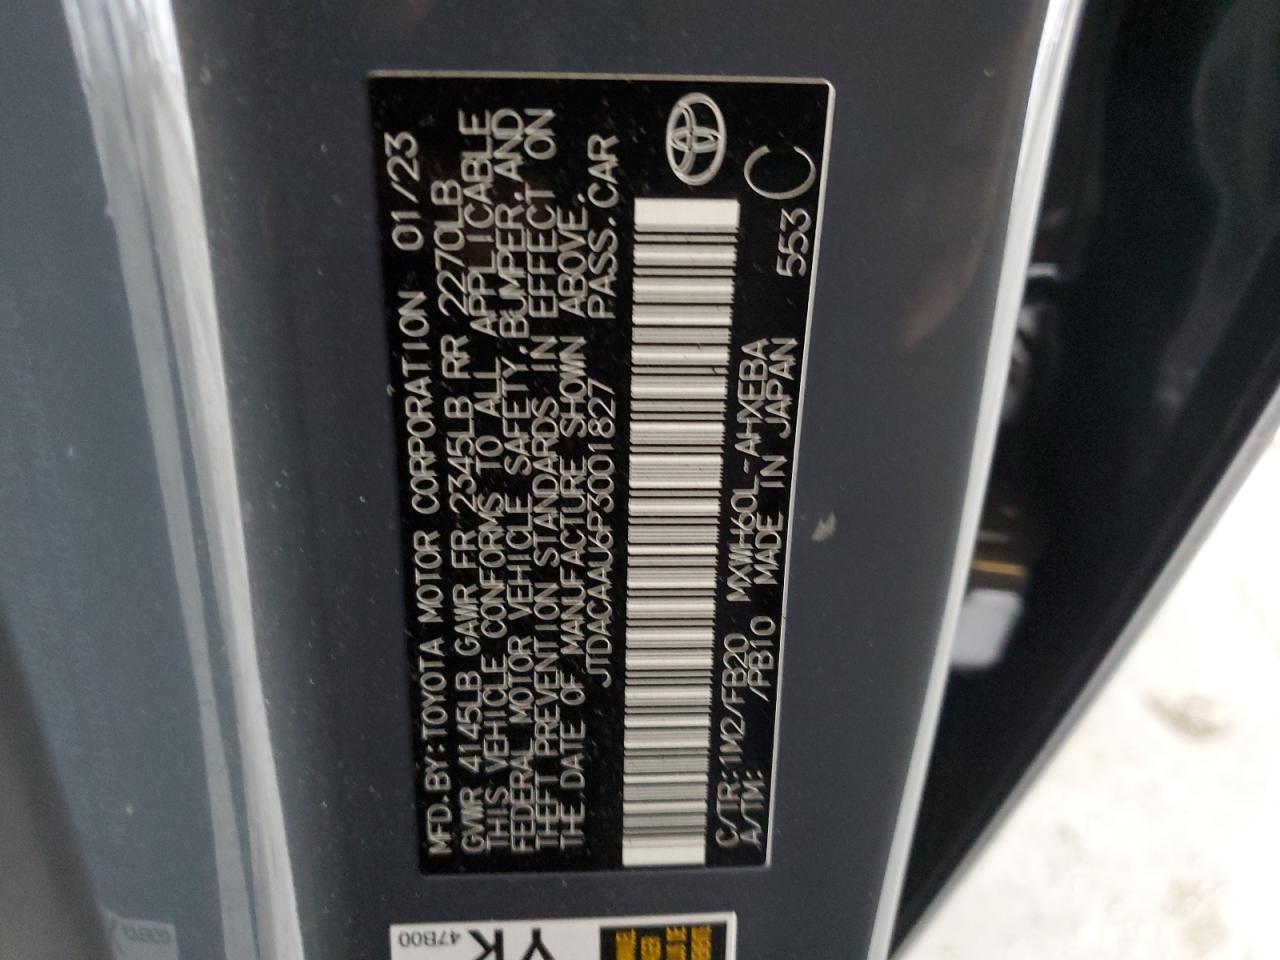 MFD.BY:TOYOTA MOTOR CORPORATION 01/23
GVWR 4145LB GAWR FR 2345LB RR 2270LB
THIS VEHICLE CONFORMS TO ALL APPLICABLE
FEDERAL MOTOR VEHICLE SAFETY,BUMPER, AND
THEFT PREVENTION STANDARDS IN EFFECT ON
THE DATE OF MANUFACTURE SHOWN ABOVE.
JTDACAAU6P3001827 PASS.CAR
C/TR:1M2/FB20 MXWH60L-AHXEBA 553 C
A/TM: /PB10 MADE IN JAPAN
47B00
YK